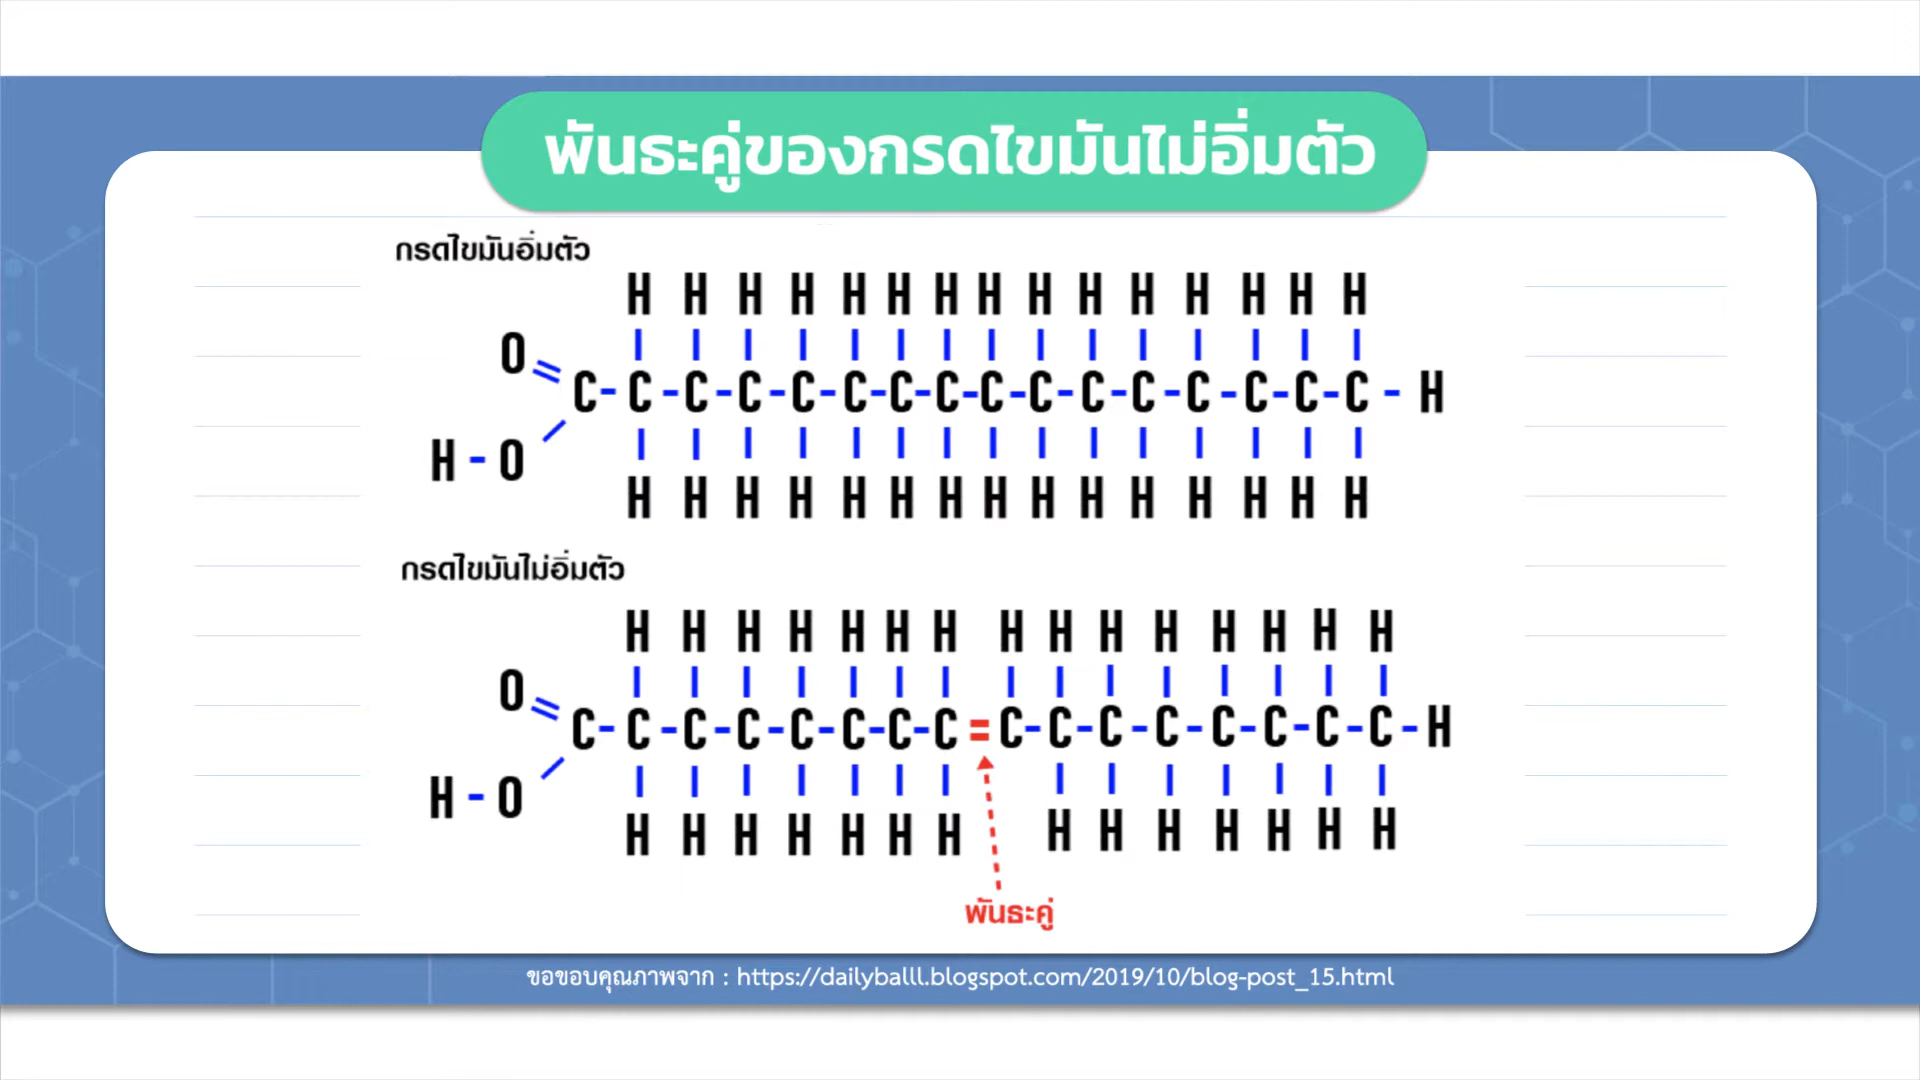 พันธะคู่ของกรดไขมันไม่อิ่มตัว
กรดไขมันอิ่มตัว
H H H H H H H H H H H H H H H
O
C-C-C-C-C-C-C-C-C-C-C-C-C-C-C-C-H
H-O
H H H H H H H H H H H H H H H
กรดไขมันไม่อิ่มตัว
H H H H H H H H H H H H H H H
O
C-C-C-C-C-C-C-C=C-C-C-C-C-C-C-C-H
H-O
H H H H H H H H H H H H H H
พันธะคู่
ขอขอบคุณภาพจาก : https://dailyballl.blogspot.com/2019/10/blog-post_15.html